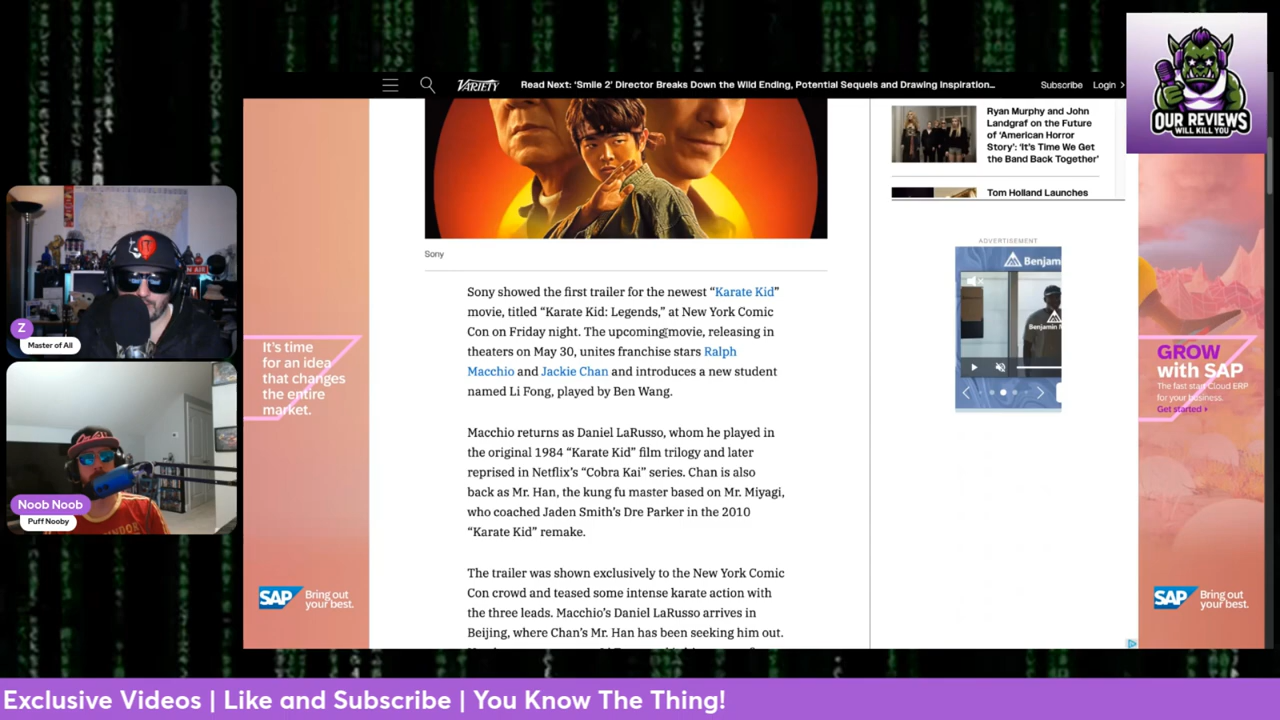 VARIETY
Read Next: ‘Smile 2’ Director Breaks Down the Wild Ending, Potential Sequels and Drawing Inspiration...
Subscribe
Login
OUR REVIEWS
WILL KILL YOU
Ryan Murphy and John
Landgraf on the Future
of ‘American Horror
Story’: ‘It’s Time We Get
the Band Back Together’
Tom Holland Launches
Sony
ADVERTISEMENT
Benjam
Benjamin
Sony showed the first trailer for the newest “Karate Kid”
movie, titled “Karate Kid: Legends,” at New York Comic
Con on Friday night. The upcoming movie, releasing in
theaters on May 30, unites franchise stars Ralph
Macchio and Jackie Chan and introduces a new student
named Li Fong, played by Ben Wang.
Macchio returns as Daniel LaRusso, whom he played in
the original 1984 “Karate Kid” film trilogy and later
reprised in Netflix’s “Cobra Kai” series. Chan is also
back as Mr. Han, the kung fu master based on Mr. Miyagi,
who coached Jaden Smith’s Dre Parker in the 2010
“Karate Kid” remake.
The trailer was shown exclusively to the New York Comic
Con crowd and teased some intense karate action with
the three leads. Macchio’s Daniel LaRusso arrives in
Beijing, where Chan’s Mr. Han has been seeking him out.
ON AIR
Z
Master of All
Noob Noob
Puff Nooby
It’s time
for an idea
that changes
the entire
market.
SAP
Bring out
your best.
GROW
with SAP
The fast start Cloud ERP
for your business.
Get started
SAP
Bring out
your best.
Exclusive Videos | Like and Subscribe | You Know The Thing!